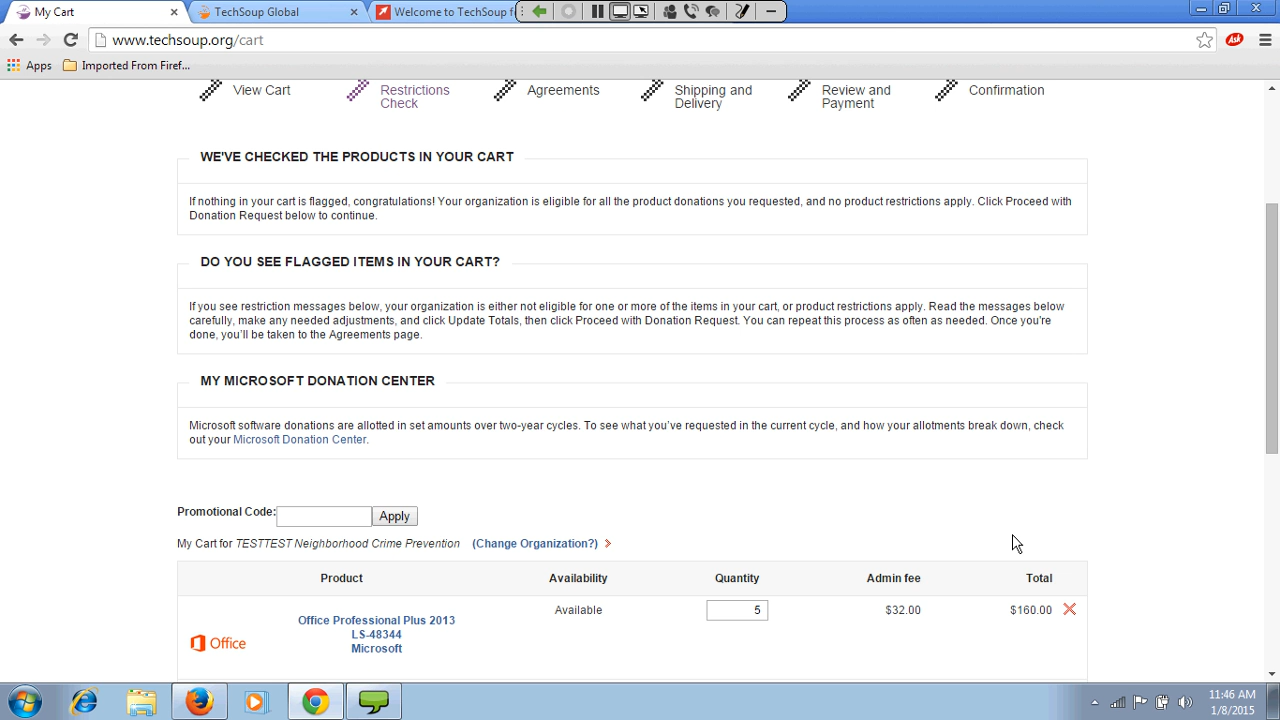 My Cart
TechSoup Global
Welcome to TechSoup f
www.techsoup.org/cart
Ask
Apps
Imported From Firef...
View Cart
Restrictions Check
Agreements
Shipping and Delivery
Review and Payment
Confirmation
WE'VE CHECKED THE PRODUCTS IN YOUR CART
If nothing in your cart is flagged, congratulations! Your organization is eligible for all the product donations you requested, and no product restrictions apply. Click Proceed with
Donation Request below to continue.
DO YOU SEE FLAGGED ITEMS IN YOUR CART?
If you see restriction messages below, your organization is either not eligible for one or more of the items in your cart, or product restrictions apply. Read the messages below
carefully, make any needed adjustments, and click Update Totals, then click Proceed with Donation Request. You can repeat this process as often as needed. Once you're
done, you'll be taken to the Agreements page.
MY MICROSOFT DONATION CENTER
Microsoft software donations are allotted in set amounts over two-year cycles. To see what you've requested in the current cycle, and how your allotments break down, check
out your Microsoft Donation Center.
Promotional Code:
Apply
My Cart for TESTTEST Neighborhood Crime Prevention (Change Organization?)
Product Availability Quantity Admin fee Total
Office
Office Professional Plus 2013
LS-48344
Microsoft
Available 5 $32.00 $160.00
11:46 AM
1/8/2015